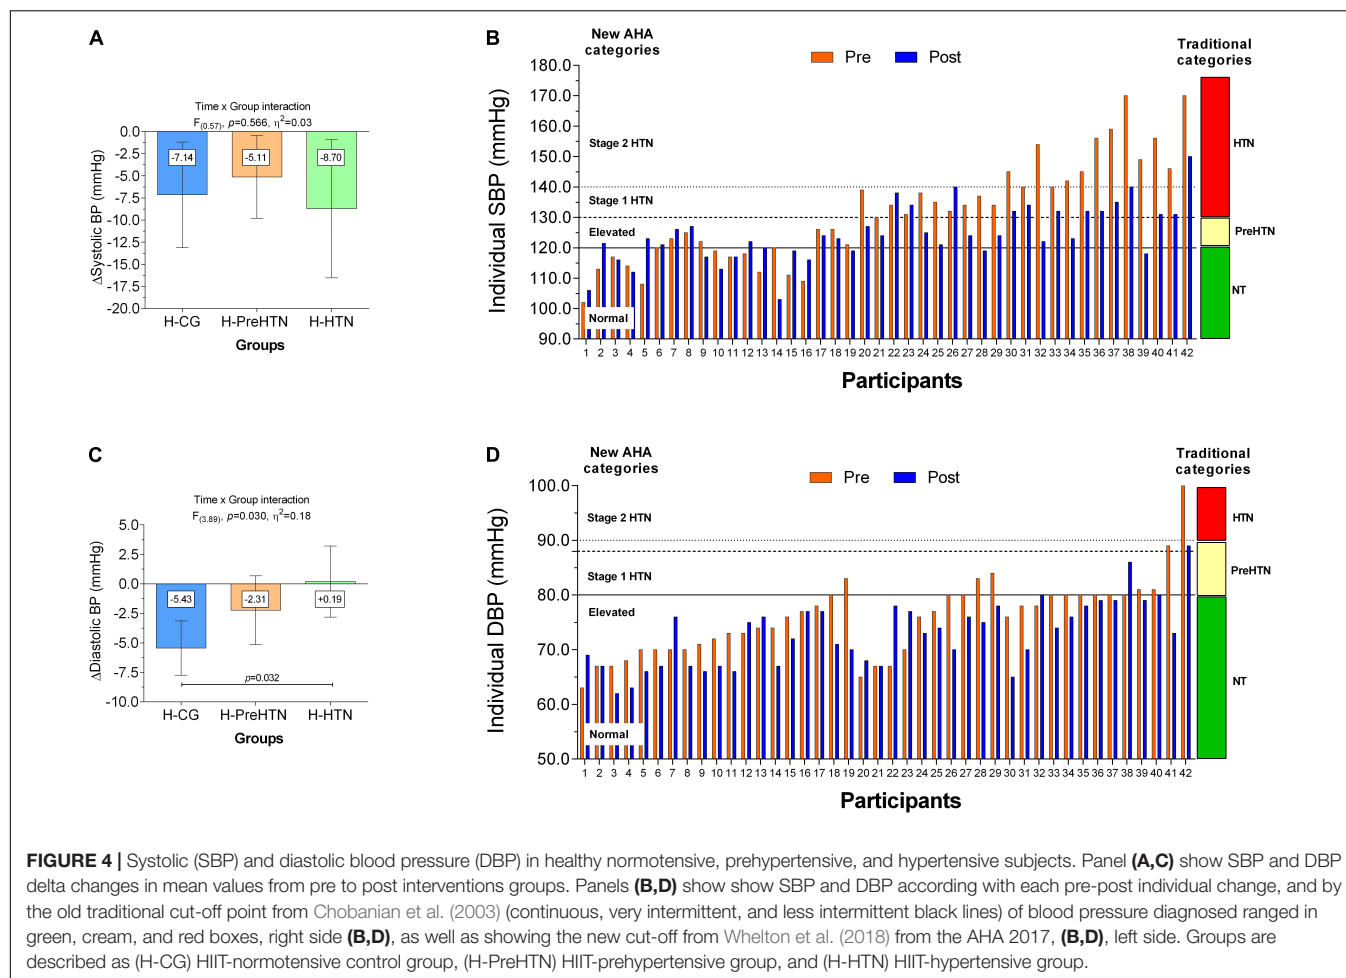 A
Time x Group interaction
F(0.57), p=0.566, η2=0.03
ΔSystolic BP (mmHg)
0.0
-2.5
-5.0
-7.5
-10.0
-12.5
-15.0
-17.5
-20.0
-7.14
-5.11
-8.70
H-CG H-PreHTN H-HTN
Groups
B
New AHA
categories
Pre Post
Traditional
categories
Individual SBP (mmHg)
180.0
170.0
160.0
150.0
140.0
130.0
120.0
110.0
100.0
90.0
Stage 2 HTN
Stage 1 HTN
Elevated
Normal
HTN
PreHTN
NT
1 2 3 4 5 6 7 8 9 10 11 12 13 14 15 16 17 18 19 20 21 22 23 24 25 26 27 28 29 30 31 32 33 34 35 36 37 38 39 40 41 42
Participants
C
Time x Group interaction
F(3.89), p=0.030, η2=0.18
ΔDiastolic BP (mmHg)
5.0
2.5
0.0
-2.5
-5.0
-7.5
-10.0
-5.43
-2.31
+0.19
p=0.032
H-CG H-PreHTN H-HTN
Groups
D
New AHA
categories
Pre Post
Traditional
categories
Individual DBP (mmHg)
100.0
90.0
80.0
70.0
60.0
50.0
Stage 2 HTN
Stage 1 HTN
Elevated
Normal
HTN
PreHTN
NT
1 2 3 4 5 6 7 8 9 10 11 12 13 14 15 16 17 18 19 20 21 22 23 24 25 26 27 28 29 30 31 32 33 34 35 36 37 38 39 40 41 42
Participants
FIGURE 4 | Systolic (SBP) and diastolic blood pressure (DBP) in healthy normotensive, prehypertensive, and hypertensive subjects. Panel (A,C) show SBP and DBP
delta changes in mean values from pre to post interventions groups. Panels (B,D) show show SBP and DBP according with each pre-post individual change, and by
the old traditional cut-off point from Chobanian et al. (2003) (continuous, very intermittent, and less intermittent black lines) of blood pressure diagnosed ranged in
green, cream, and red boxes, right side (B,D), as well as showing the new cut-off from Whelton et al. (2018) from the AHA 2017, (B,D), left side. Groups are
described as (H-CG) HIIT-normotensive control group, (H-PreHTN) HIIT-prehypertensive group, and (H-HTN) HIIT-hypertensive group.